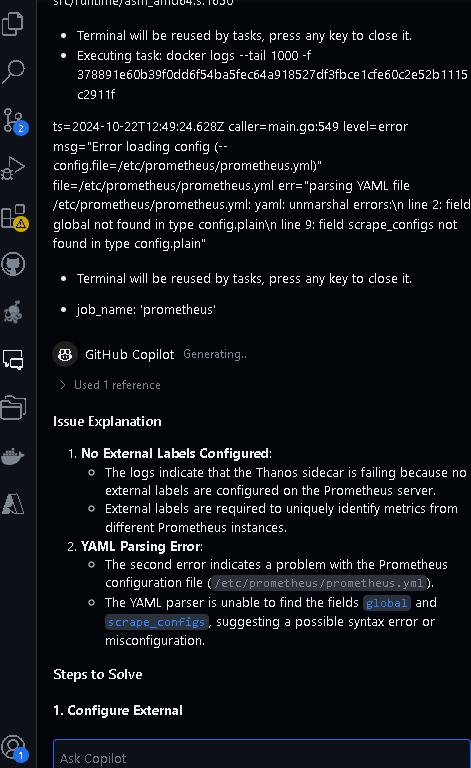 src/runtime/asm_amd64.s:1650
Terminal will be reused by tasks, press any key to close it.
Executing task: docker logs --tail 1000 -f
378891e60b39f0dd6f54ba5fec64a918527df3fbce1cfe60c2e52b1115
c2911f
ts=2024-10-22T12:49:24.628Z caller=main.go:549 level=error
msg="Error loading config (--
config.file=/etc/prometheus/prometheus.yml)"
file=/etc/prometheus/prometheus.yml err="parsing YAML file
/etc/prometheus/prometheus.yml: yaml: unmarshal errors:\n line 2: field
global not found in type config.plain\n line 9: field scrape_configs not
found in type config.plain"
Terminal will be reused by tasks, press any key to close it.
job_name: 'prometheus'
GitHub Copilot Generating..
Used 1 reference
Issue Explanation
1. No External Labels Configured:
The logs indicate that the Thanos sidecar is failing because no
external labels are configured on the Prometheus server.
External labels are required to uniquely identify metrics from
different Prometheus instances.
2. YAML Parsing Error:
The second error indicates a problem with the Prometheus
configuration file (/etc/prometheus/prometheus.yml).
The YAML parser is unable to find the fields global and
scrape_configs, suggesting a possible syntax error or
misconfiguration.
Steps to Solve
1. Configure External
Ask Copilot
2
1